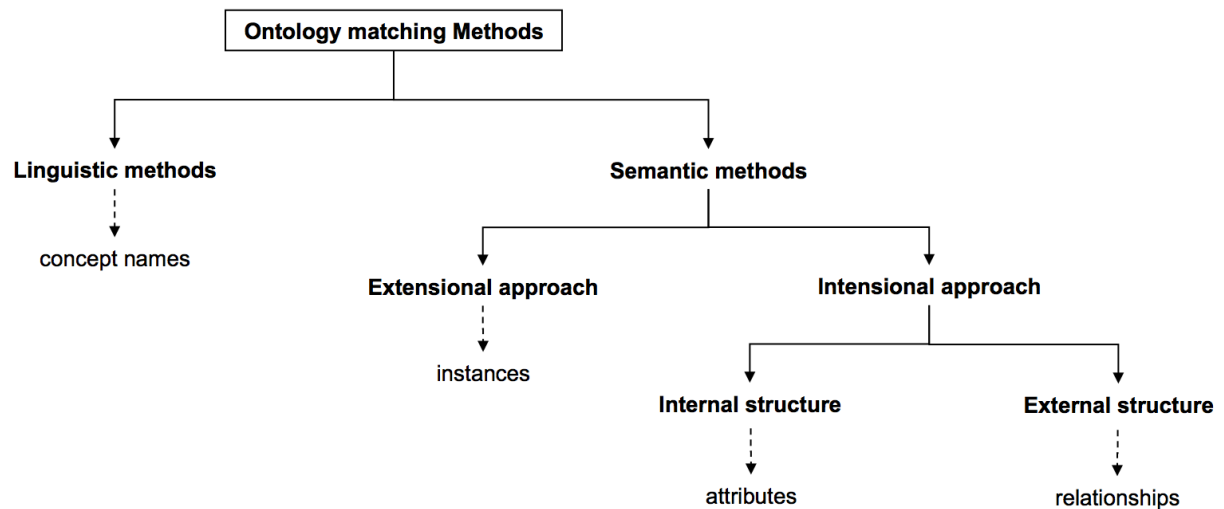 Ontology matching Methods
Linguistic methods
Semantic methods
concept names
Extensional approach
Intensional approach
instances
Internal structure
External structure
attributes
relationships